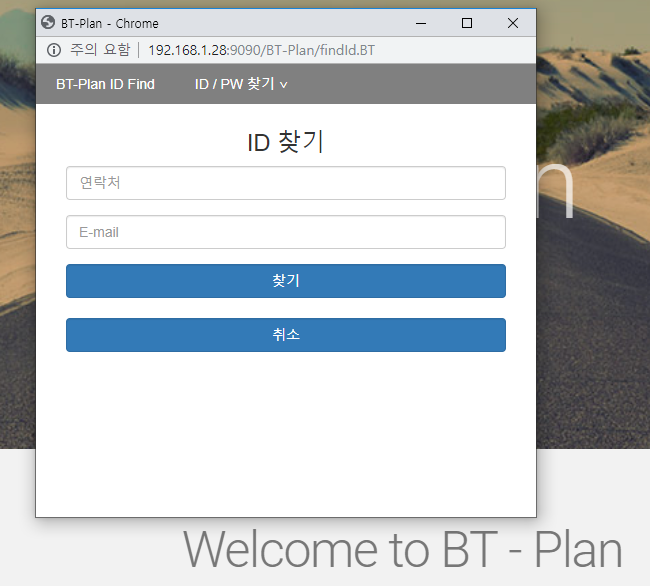 BT-Plan - Chrome
주의 요함 | 192.168.1.28:9090/BT-Plan/findId.BT
BT-Plan ID Find ID / PW 찾기 ∨
ID 찾기
연락처
E-mail
찾기
취소
n
Welcome to BT - Plan